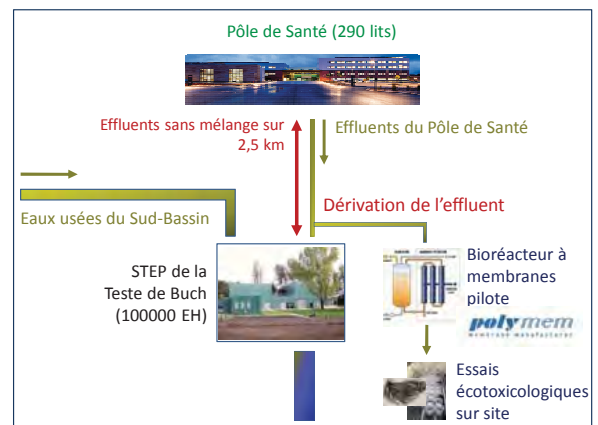 Pôle de Santé (290 lits)
Effluents sans mélange sur
2,5 km
Effluents du Pôle de Santé
Eaux usées du Sud-Bassin
Dérivation de l'effluent
STEP de la
Teste de Buch
(100000 EH)
Bioréacteur à
membranes
pilote
polymem
Essais
écotoxicologiques
sur site